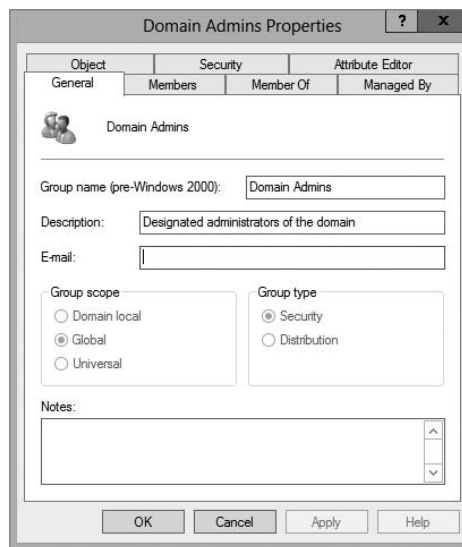 Domain Admins Properties ? x
Object Security Attribute Editor
General Members Member Of Managed By
Domain Admins
Group name (pre-Windows 2000): Domain Admins
Description: Designated administrators of the domain
E-mail:
Group scope Group type
Domain local Security
Global Distribution
Universal
Notes:
OK Cancel Apply Help